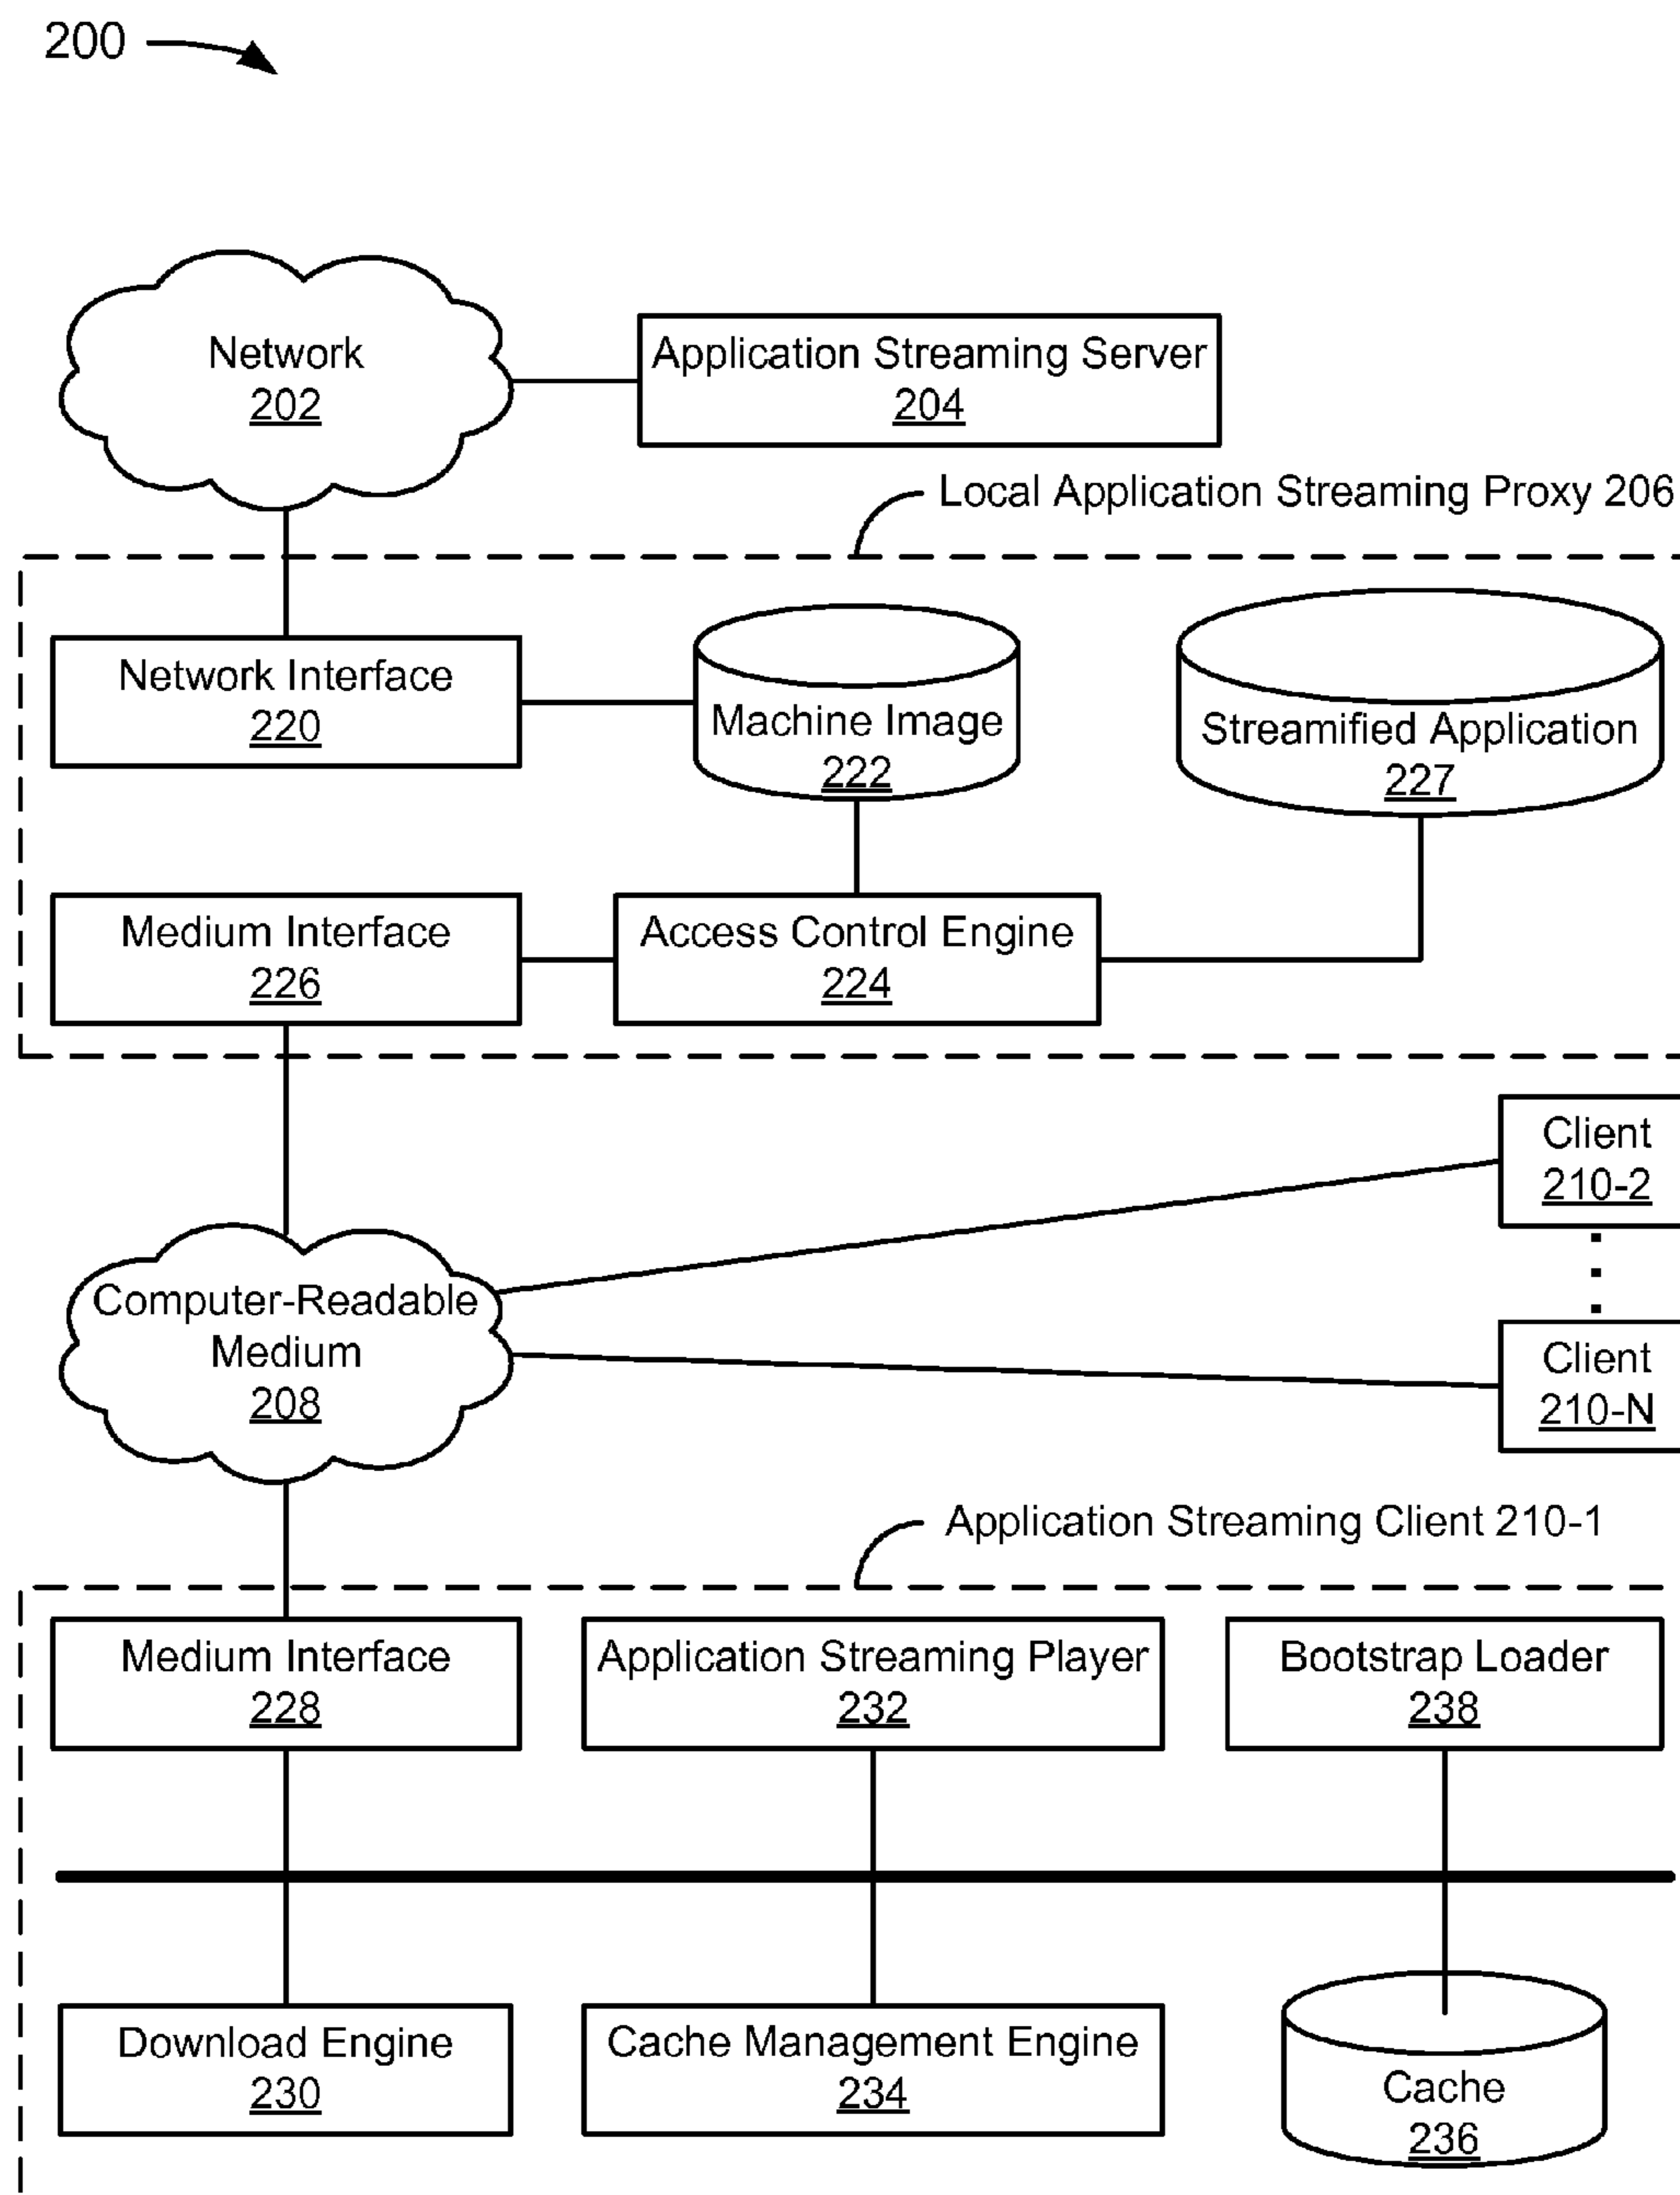 200
Network
202
Application Streaming Server
204
Local Application Streaming Proxy 206
Network Interface
220
Machine Image
222
Streamified Application
227
Medium Interface
226
Access Control Engine
224
Client
210-2
Computer-Readable
Medium
208
Client
210-N
Application Streaming Client 210-1
Medium Interface
228
Application Streaming Player
232
Bootstrap Loader
238
Download Engine
230
Cache Management Engine
234
Cache
236